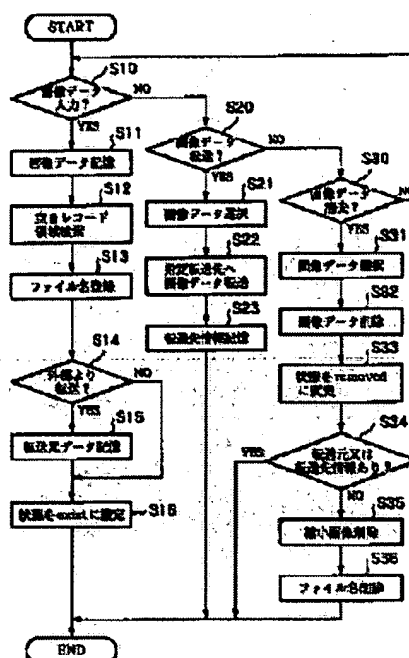 START
S10
画像データ
入力?
NO
YES
S11
画像データ記憶
S12
空きレコード
領域検索
S13
ファイル名登録
S14
外部より
転送?
NO
YES
S15
転送元データ記憶
状態をexistに設定
S16
S20
画像データ
転送?
NO
YES
S21
画像データ選択
S22
指定転送先へ
画像データ転送
S23
転送先情報記憶
S30
画像データ
消去?
NO
YES
S31
画像データ選択
S32
画像データ削除
S33
状態をremoved
に変更
S34
転送元又は
転送先情報あり?
YES
NO
S35
縮小画像削除
S36
ファイル名削除
END